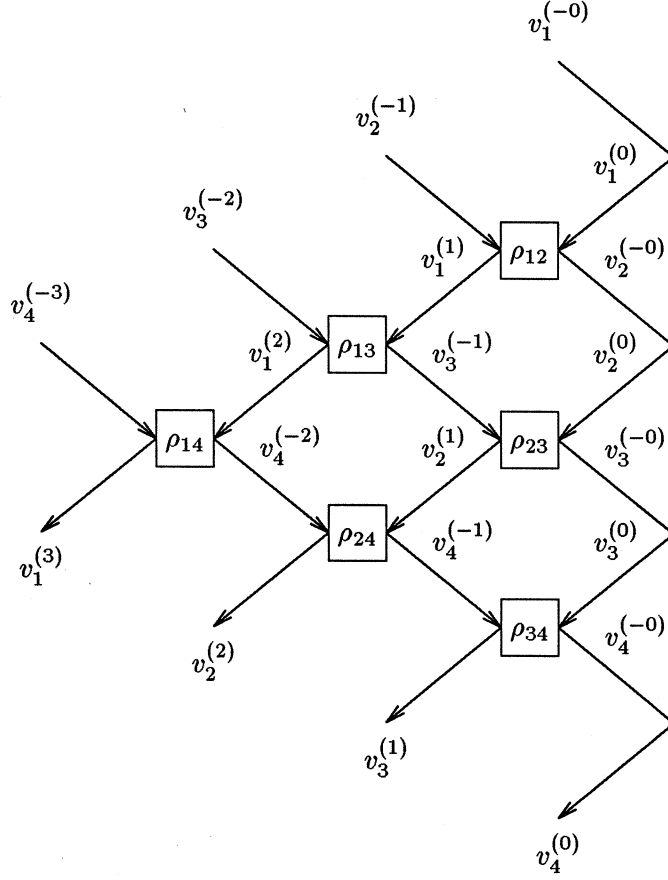 v_1^{(-0)}
v_2^{(-1)}
v_1^{(0)}
v_3^{(-2)}
v_1^{(1)} ρ_{12} v_2^{(-0)}
v_4^{(-3)}
v_1^{(2)} ρ_{13} v_3^{(-1)} v_2^{(0)}
ρ_{14} v_4^{(-2)} v_2^{(1)} ρ_{23} v_3^{(-0)}
v_1^{(3)} ρ_{24} v_4^{(-1)} v_3^{(0)}
v_2^{(2)} ρ_{34} v_4^{(-0)}
v_3^{(1)}
v_4^{(0)}